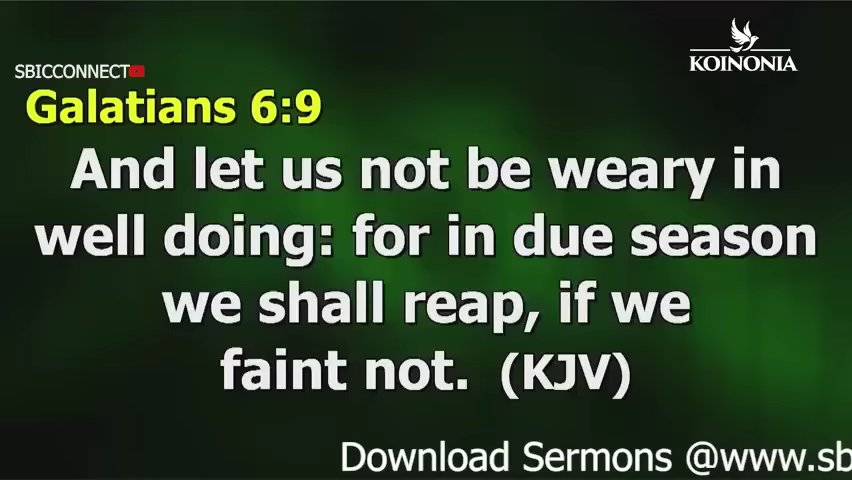 KOINONIA
SBICCONNECT
Galatians 6:9
And let us not be weary in
well doing: for in due season
we shall reap, if we
faint not. (KJV)
Download Sermons @www.sb